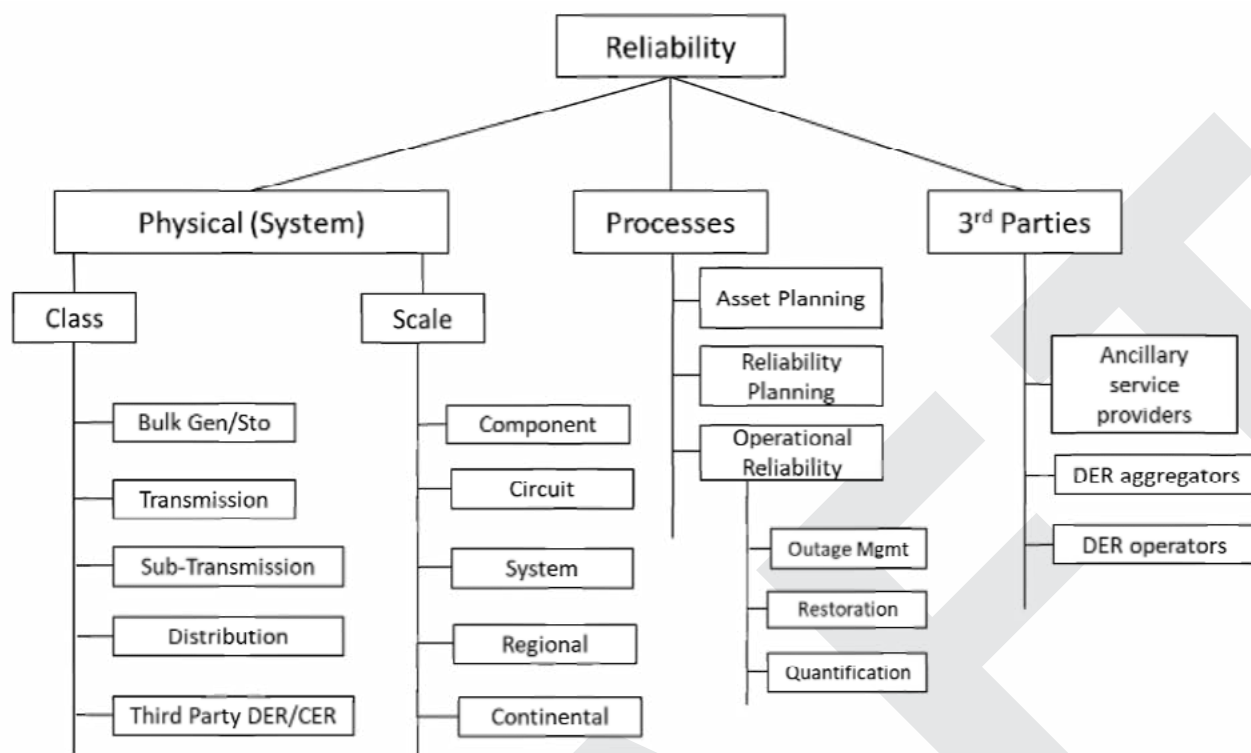 Reliability
Physical (System)
Processes
3rd Parties
Class
Scale
Asset Planning
Reliability
Planning
Operational
Reliability
Ancillary
service
providers
Bulk Gen/Sto
Transmission
Sub-Transmission
Distribution
Third Party DER/CER
Component
Circuit
System
Regional
Continental
Outage Mgmt
Restoration
Quantification
DER aggregators
DER operators